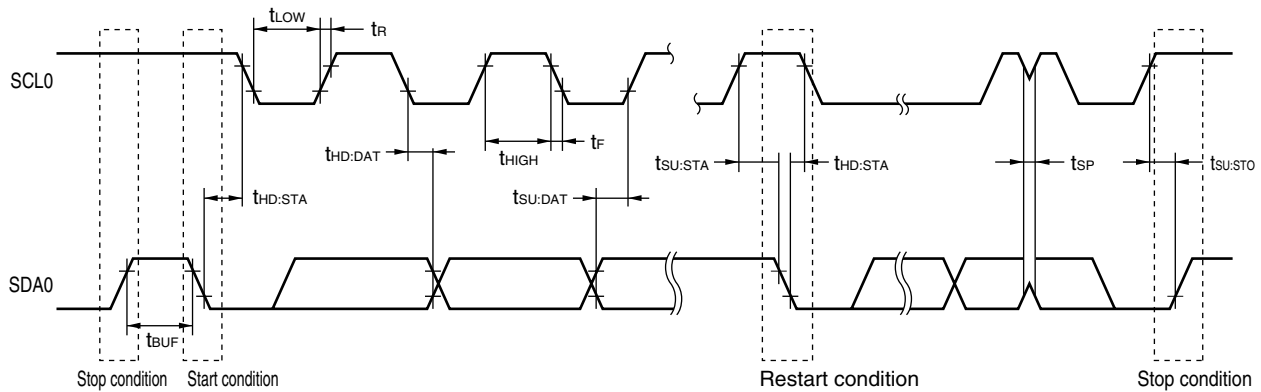 tLOW
tR
SCL0
tHD:DAT
tHIGH
tF
tSU:STA
tHD:STA
tSP
tSU:STO
tHD:STA
tSU:DAT
SDA0
tBUF
Stop condition
Start condition
Restart condition
Stop condition